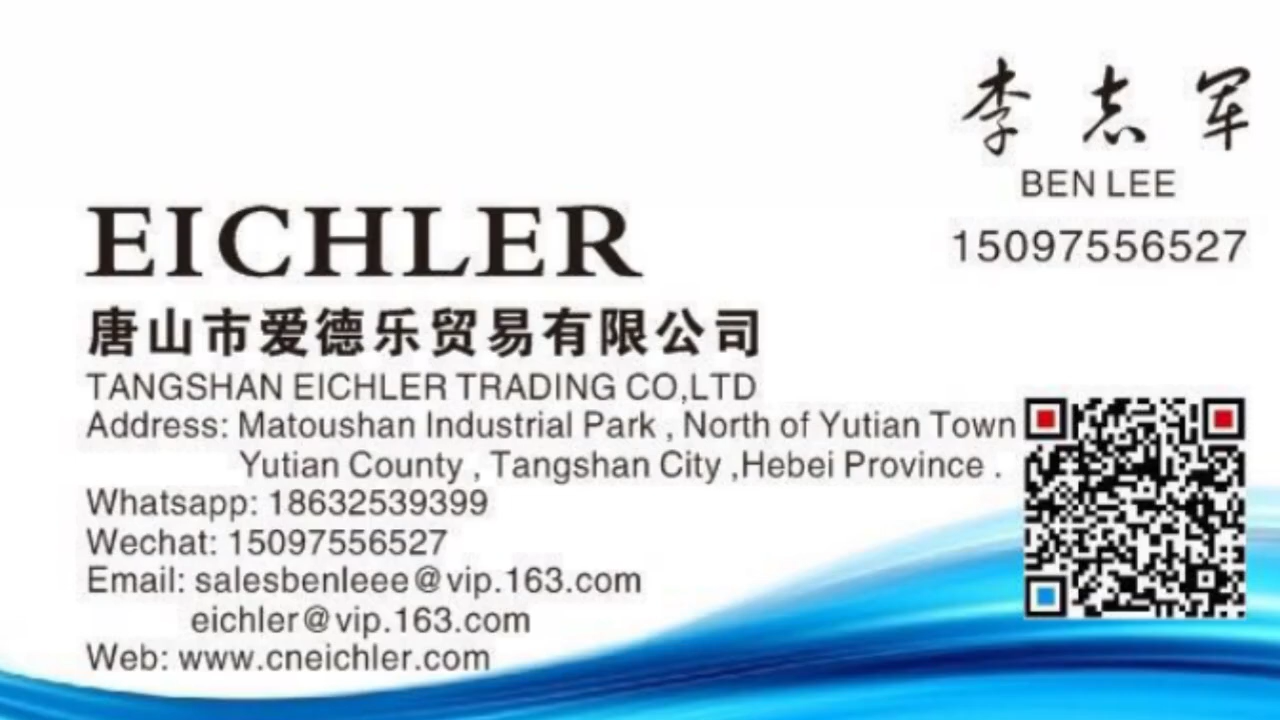 李志军
BEN LEE
15097556527
EICHLER
唐山市爱德乐贸易有限公司
TANGSHAN EICHLER TRADING CO,LTD
Address: Matoushan Industrial Park , North of Yutian Town
Yutian County , Tangshan City ,Hebei Province .
Whatsapp: 18632539399
Wechat: 15097556527
Email: salesbenleee@vip.163.com
eichler@vip.163.com
Web: www.cneichler.com